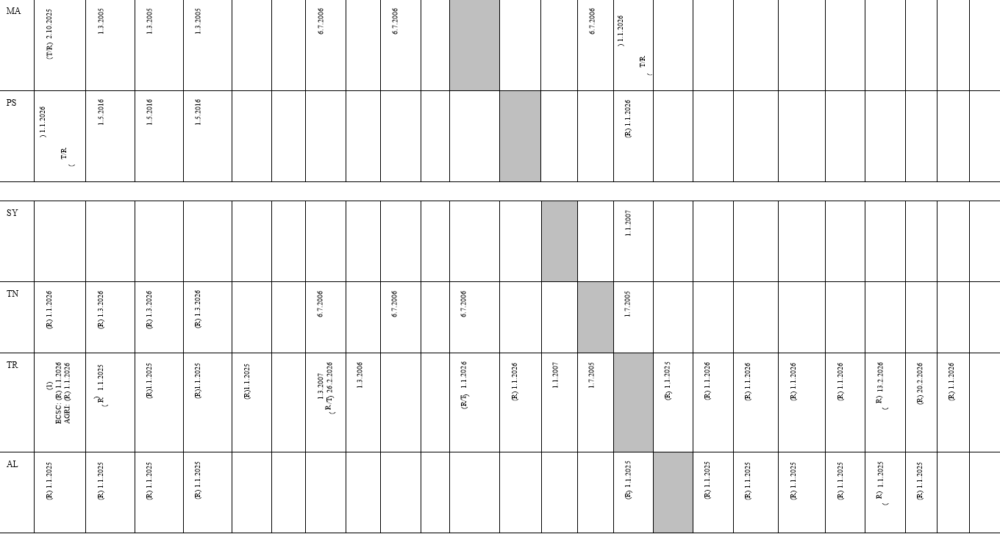 MA
(T/R) 2.10.2025
1.3.2005
1.3.2005
1.3.2005
6.7.2006
6.7.2006
6.7.2006
) 1.1.2026
T/R
(
PS
) 1.1.2026
T/R
(
1.5.2016
1.5.2016
1.5.2016
(R) 1.1.2026
SY
1.1.2007
TN
(R) 1.1.2026
(R) 1.3.2026
(R) 1.3.2026
(R) 1.3.2026
6.7.2006
6.7.2006
6.7.2006
1.7.2005
TR
(1)
ECSC: (R) 1.1.2026
AGRI: (R) 1.1.2026
(R) 1.1.2025
(R)1.1.2025
(R)1.1.2025
(R)1.1.2025
1.3.2007
(R/T) 26.2.2026
1.3.2006
(R/T) 1.1.2026
(R) 1.1.2026
1.1.2007
1.7.2005
(R) 1.1.2025
(R) 1.1.2026
(R) 1.1.2026
(R) 1.1.2026
(R) 1.1.2026
(R) 13.2.2026
(R) 20.2.2026
(R) 1.1.2026
AL
(R) 1.1.2025
(R) 1.1.2025
(R) 1.1.2025
(R) 1.1.2025
(R) 1.1.2025
(R) 1.1.2025
(R) 1.1.2025
(R) 1.1.2025
(R) 1.1.2025
(R) 1.1.2025
(R) 1.1.2025